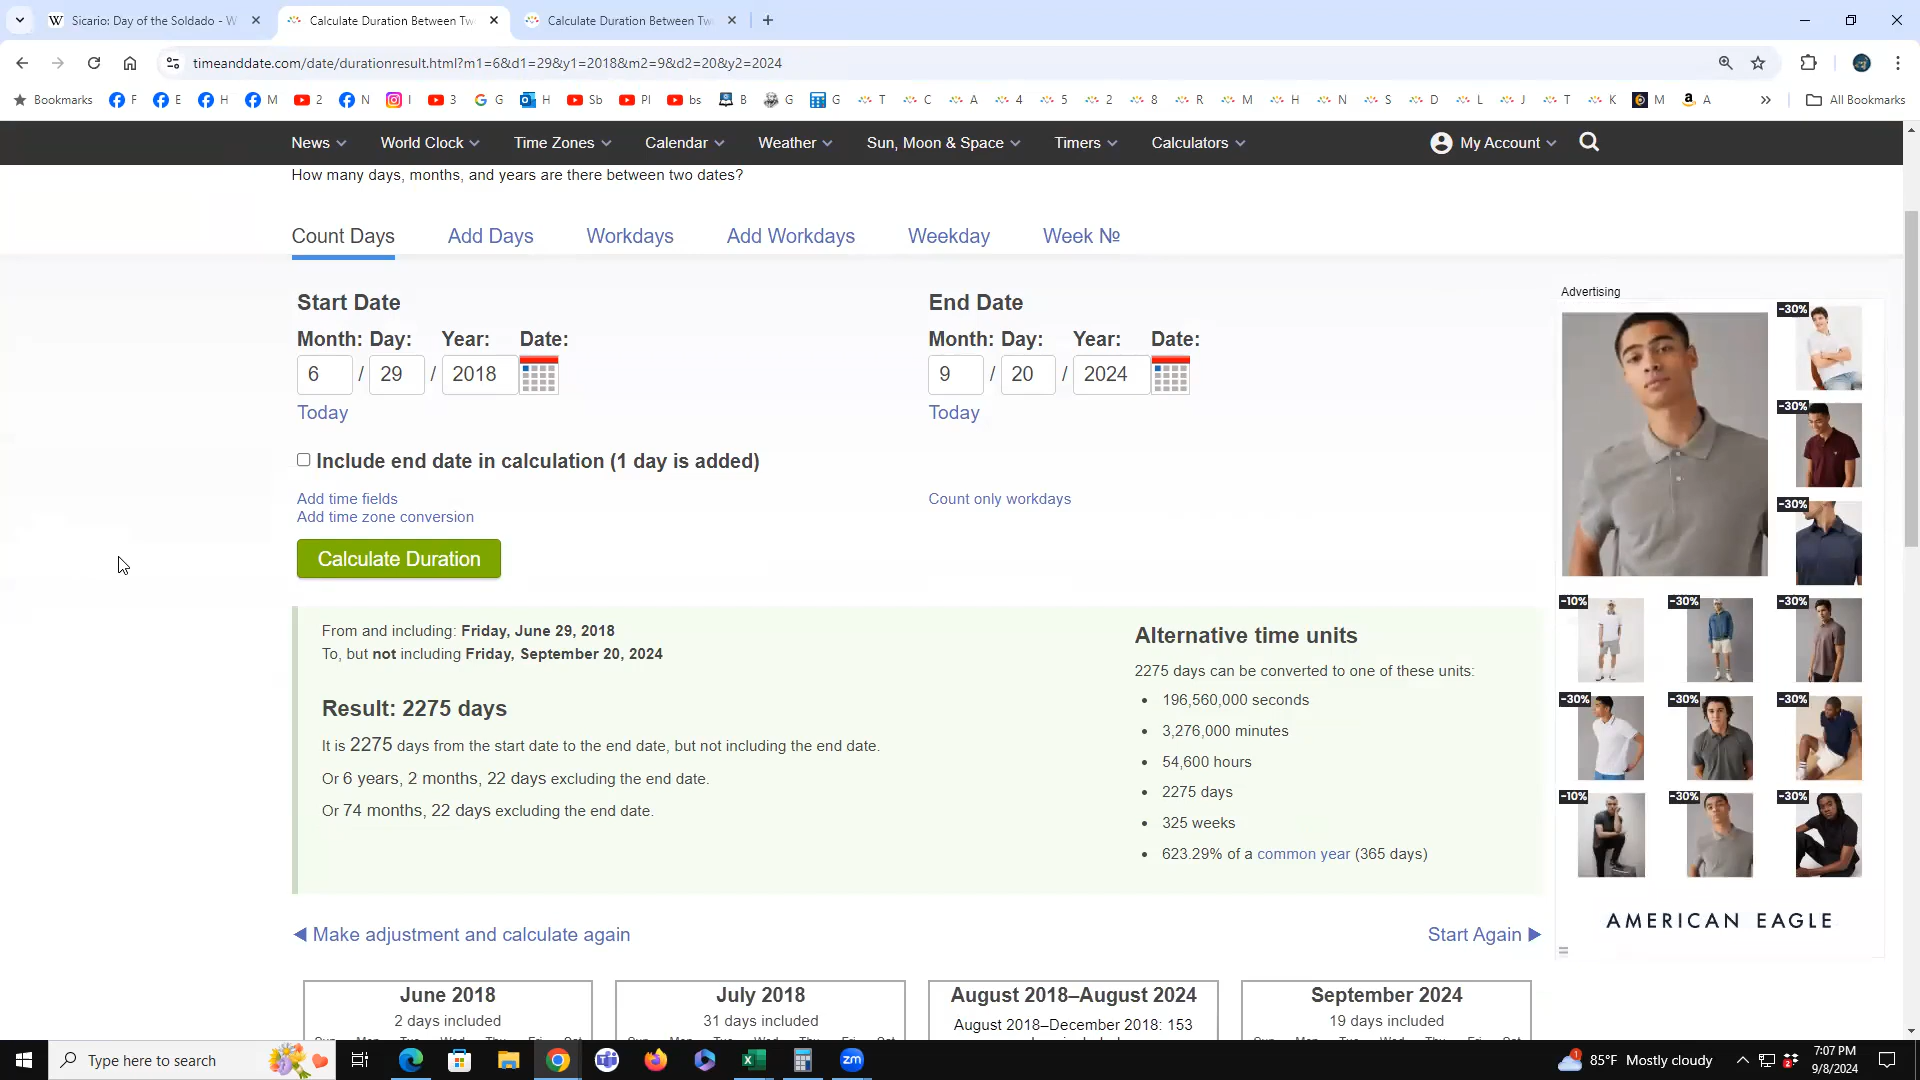 Sicario: Day of the Soldado - W
Calculate Duration Between Tw
Calculate Duration Between Tw
timeanddate.com/date/durationresult.html?m1=6&d1=29&y1=2018&m2=9&d2=20&y2=2024
Bookmarks F E H M 2 N I 3 G H Sb Pl bs B G G T C A 4 5 2 8 R M H N S D L J T K M A » All Bookmarks
News World Clock Time Zones Calendar Weather Sun, Moon & Space Timers Calculators My Account
How many days, months, and years are there between two dates?
Count Days Add Days Workdays Add Workdays Weekday Week №
Start Date
Month: Day: Year: Date:
6 / 29 / 2018
Today
End Date
Month: Day: Year: Date:
9 / 20 / 2024
Today
Include end date in calculation (1 day is added)
Add time fields
Add time zone conversion
Count only workdays
Calculate Duration
From and including: Friday, June 29, 2018
To, but not including Friday, September 20, 2024
Result: 2275 days
It is 2275 days from the start date to the end date, but not including the end date.
Or 6 years, 2 months, 22 days excluding the end date.
Or 74 months, 22 days excluding the end date.
Alternative time units
2275 days can be converted to one of these units:
• 196,560,000 seconds
• 3,276,000 minutes
• 54,600 hours
• 2275 days
• 325 weeks
• 623.29% of a common year (365 days)
Make adjustment and calculate again
Start Again
June 2018
2 days included
July 2018
31 days included
August 2018–August 2024
August 2018–December 2018: 153
September 2024
19 days included
Advertising
-30%
-30%
-30%
-10% -30% -30%
-30% -30% -30%
-10% -30% -30%
AMERICAN EAGLE
Type here to search
zm
1
85°F Mostly cloudy
2
7:07 PM
9/8/2024